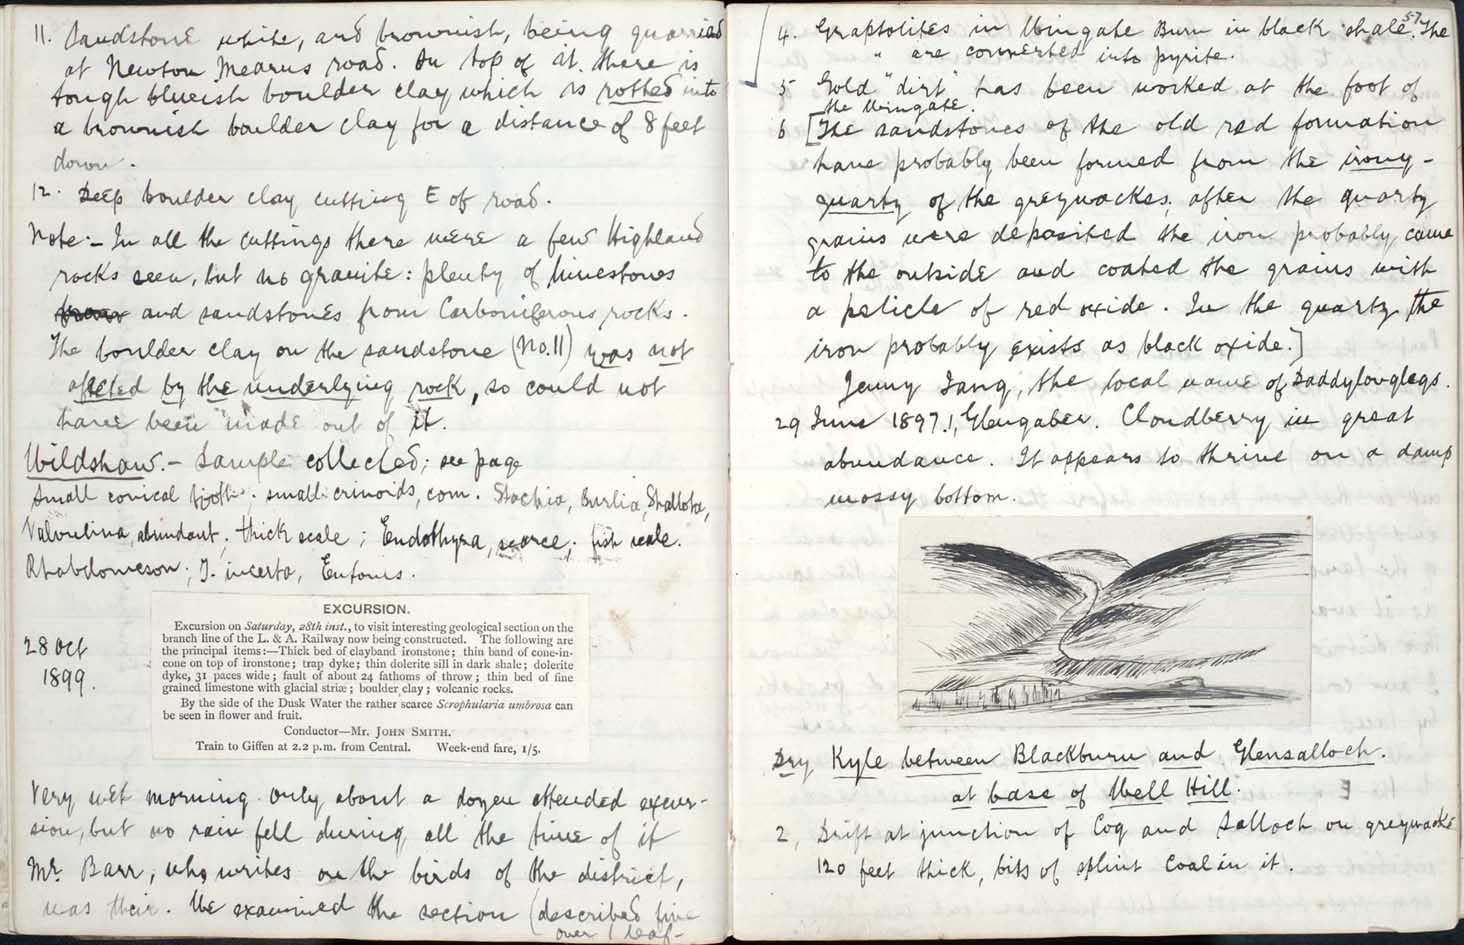 11. Sandstone white, and brownish, being quarried
at Newton Mearns road. On top of it there is
tough blueish boulder clay which is rotted into
a brownish boulder clay for a distance of 8 feet
down.
12. Deep boulder clay cutting E of road.
Note:- In all the cuttings there were a few Highland
rocks seen, but no granite: plenty of limestones
and sandstones from Carboniferous rocks.
The boulder clay on the sandstone (No. 11) was not
affected by the underlying rock, so could not
have been made out of it.
Wildshaw.- Sample collected; see page
Small conical ; small crinoids, com. Stachia,
Valvulina, abundant; thick scale; Endothyra, scarce; fish scale.
Rhabdomeson; T. incerta, Entomis.
28 Oct
1899.
EXCURSION.
Excursion on Saturday, 28th inst., to visit interesting geological section on the
branch line of the L. & A. Railway now being constructed. The following are
the principal items:—Thick bed of clayband ironstone; thin band of cone-in-
cone on top of ironstone; trap dyke; thin dolerite sill in dark shale; dolerite
dyke, 31 paces wide; fault of about 24 fathoms of throw; thin bed of fine
grained limestone with glacial striæ; boulder clay; volcanic rocks.
By the side of the Dusk Water the rather scarce Scrophularia umbrosa can
be seen in flower and fruit.
Conductor—Mr. JOHN SMITH.
Train to Giffen at 2.2 p.m. from Central. Week-end fare, 1/5.
Very wet morning. Only about a dozen attended excur-
sion, but no rain fell during all the time of it
Mr. Barr, who writes on the birds of the district,
was their. We examined the section (described five
over leaf-
57
4. Graptolites in Wingate Burn in black shale. The
" are converted into pyrite.
5 Gold "dirt" has been worked at the foot of
the Wingate.
6 [The sandstones of the old red formation
have probably been formed from the irony-
quartz of the greywackes, after the quartz
grains were deposited the iron probably came
to the outside and coated the grains with
a pelicle of red oxide. In the quartz the
iron probably exists as black oxide.]
Jenny Tang, the local name of Daddylonglegs.
29 June 1897., Glengaber. Cloudberry in great
abundance. It appears to thrive on a damp
mossy bottom.
Dry Kyle between Blackburn and Glensalloch.
at base of Well Hill.
2, Drift at junction of Cog and Salloch on greywacke
120 feet thick, bits of splint coal in it.